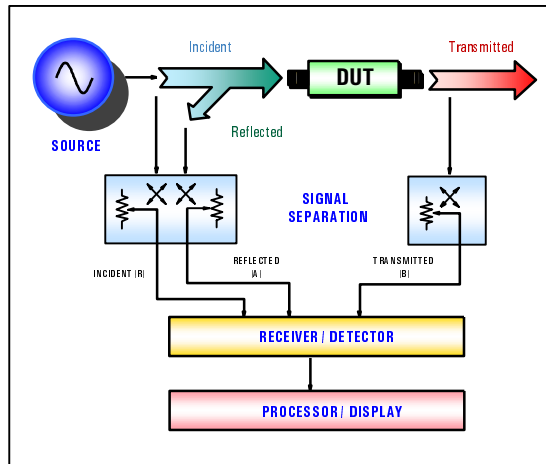 Incident
Transmitted
DUT
Reflected
SOURCE
SIGNAL
SEPARATION
INCIDENT (R)
REFLECTED
(A)
TRANSMITTED
(B)
RECEIVER / DETECTOR
PROCESSOR / DISPLAY